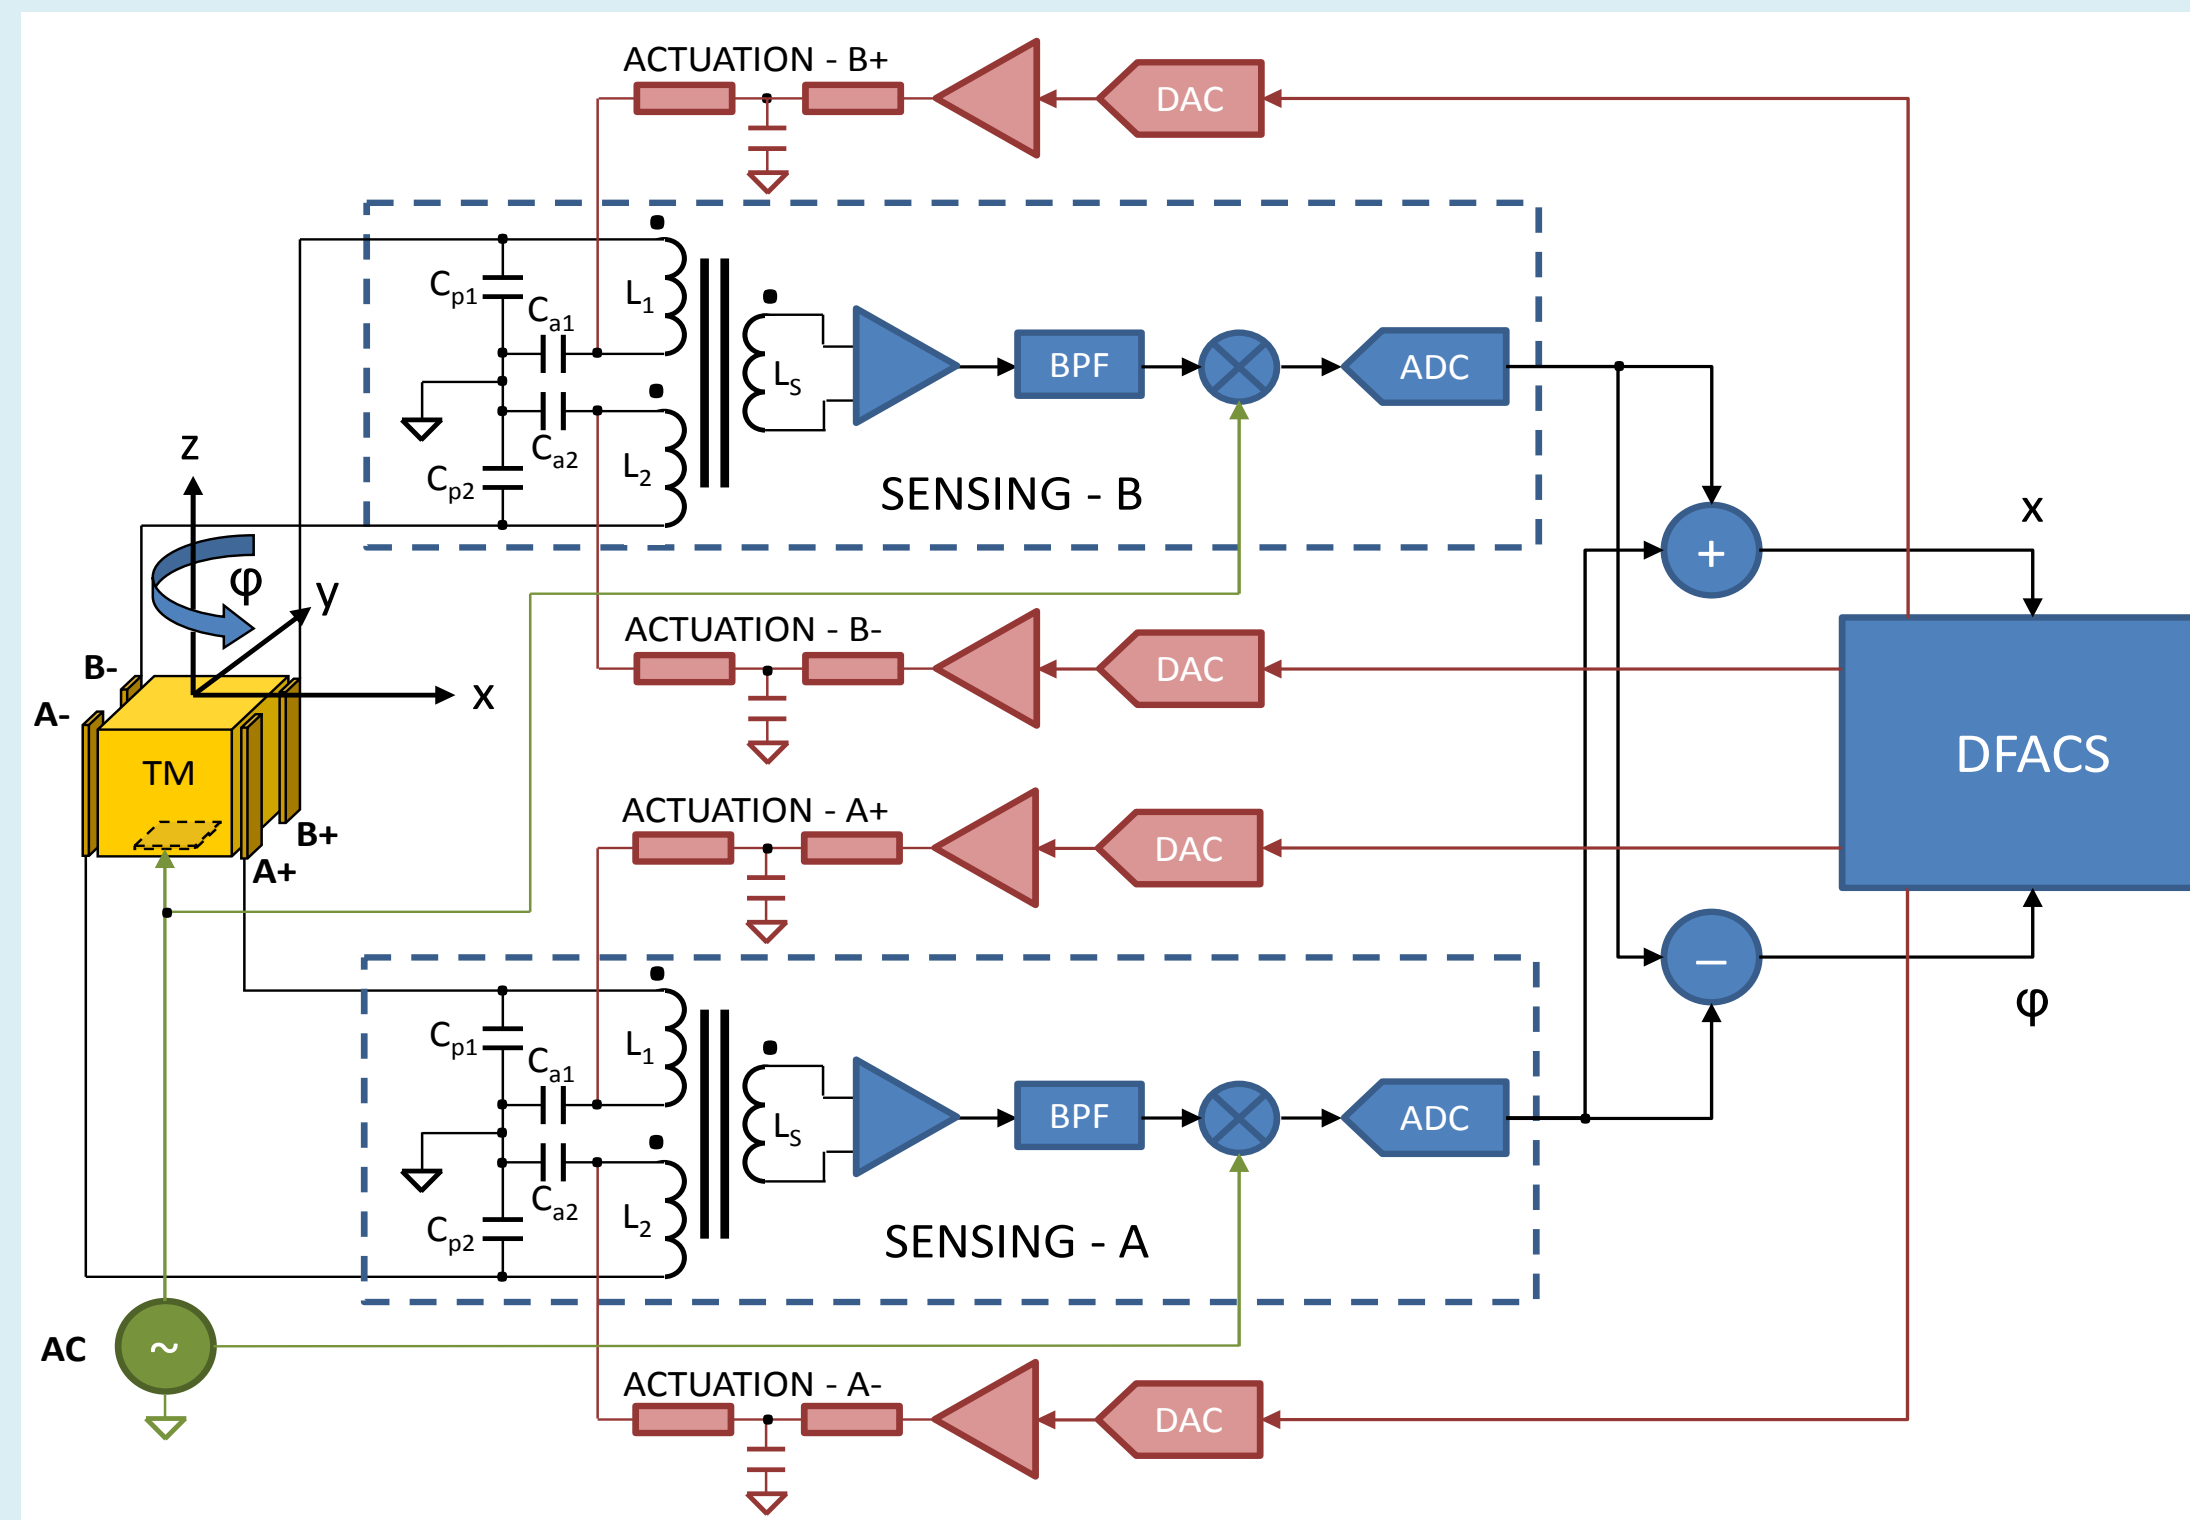 ACTUATION - B+
DAC
Cp1
Ca1
L1
LS
BPF
ADC
Ca2
L2
Cp2
SENSING - B
z
x
+
φ
y
ACTUATION - B-
DAC
B-
x
A-
TM
DFACS
ACTUATION - A+
DAC
B+
A+
–
φ
Cp1
Ca1
L1
LS
BPF
ADC
Ca2
L2
Cp2
SENSING - A
AC
~
ACTUATION - A-
DAC